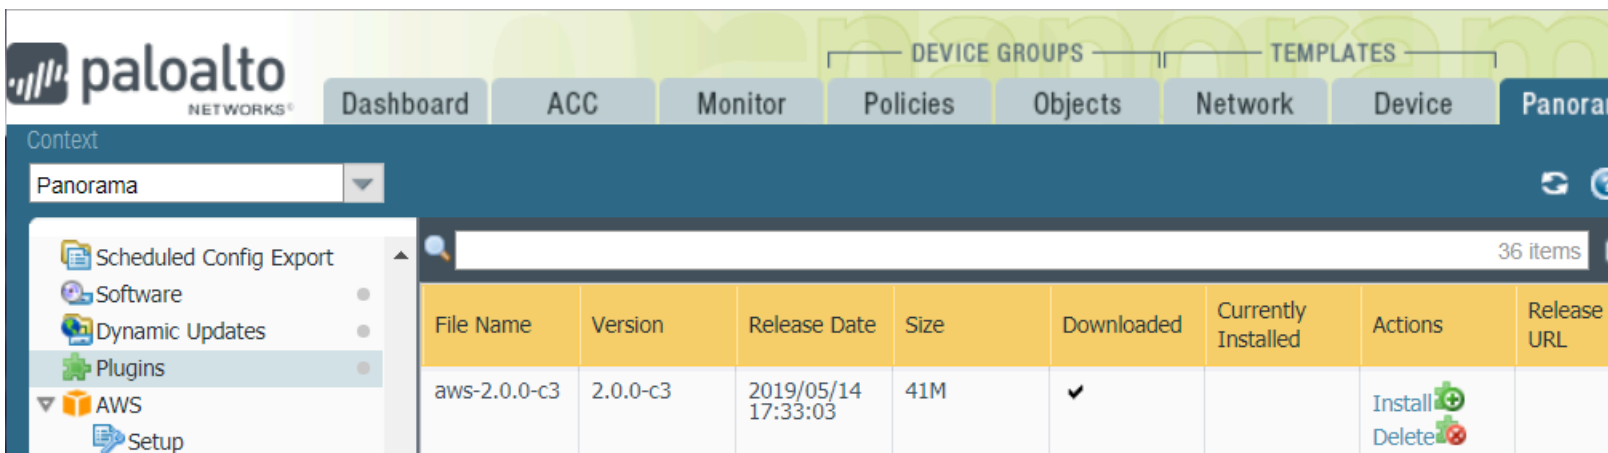 DEVICE GROUPS TEMPLATES
paloalto
NETWORKS®
Dashboard ACC Monitor Policies Objects Network Device Panora
Context
Panorama
Scheduled Config Export
36 items
Software
Dynamic Updates
Plugins
AWS
Setup
File Name Version Release Date Size Downloaded Currently Installed Actions Release URL
aws-2.0.0-c3 2.0.0-c3 2019/05/14 17:33:03 41M Install
Delete